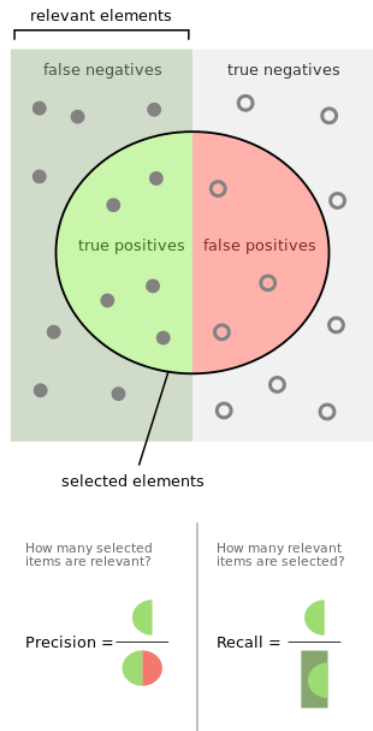 relevant elements
false negatives
true negatives
true positives
false positives
selected elements
How many selected
items are relevant?
How many relevant
items are selected?
Precision =
Recall =